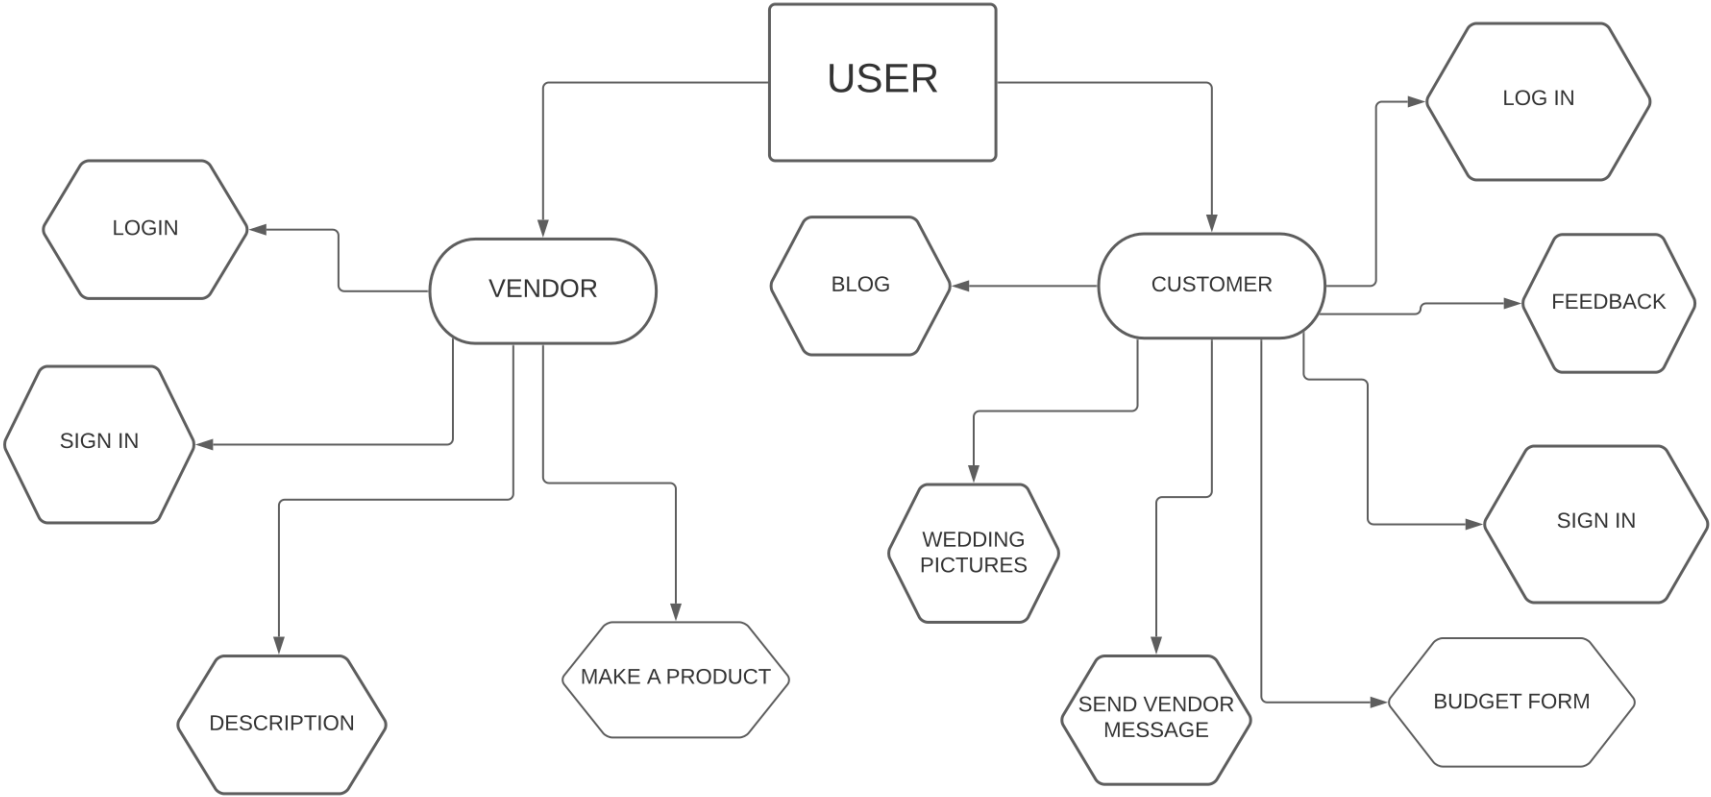 USER
LOG IN
LOGIN
VENDOR
BLOG
CUSTOMER
FEEDBACK
SIGN IN
WEDDING
PICTURES
SIGN IN
DESCRIPTION
MAKE A PRODUCT
SEND VENDOR
MESSAGE
BUDGET FORM